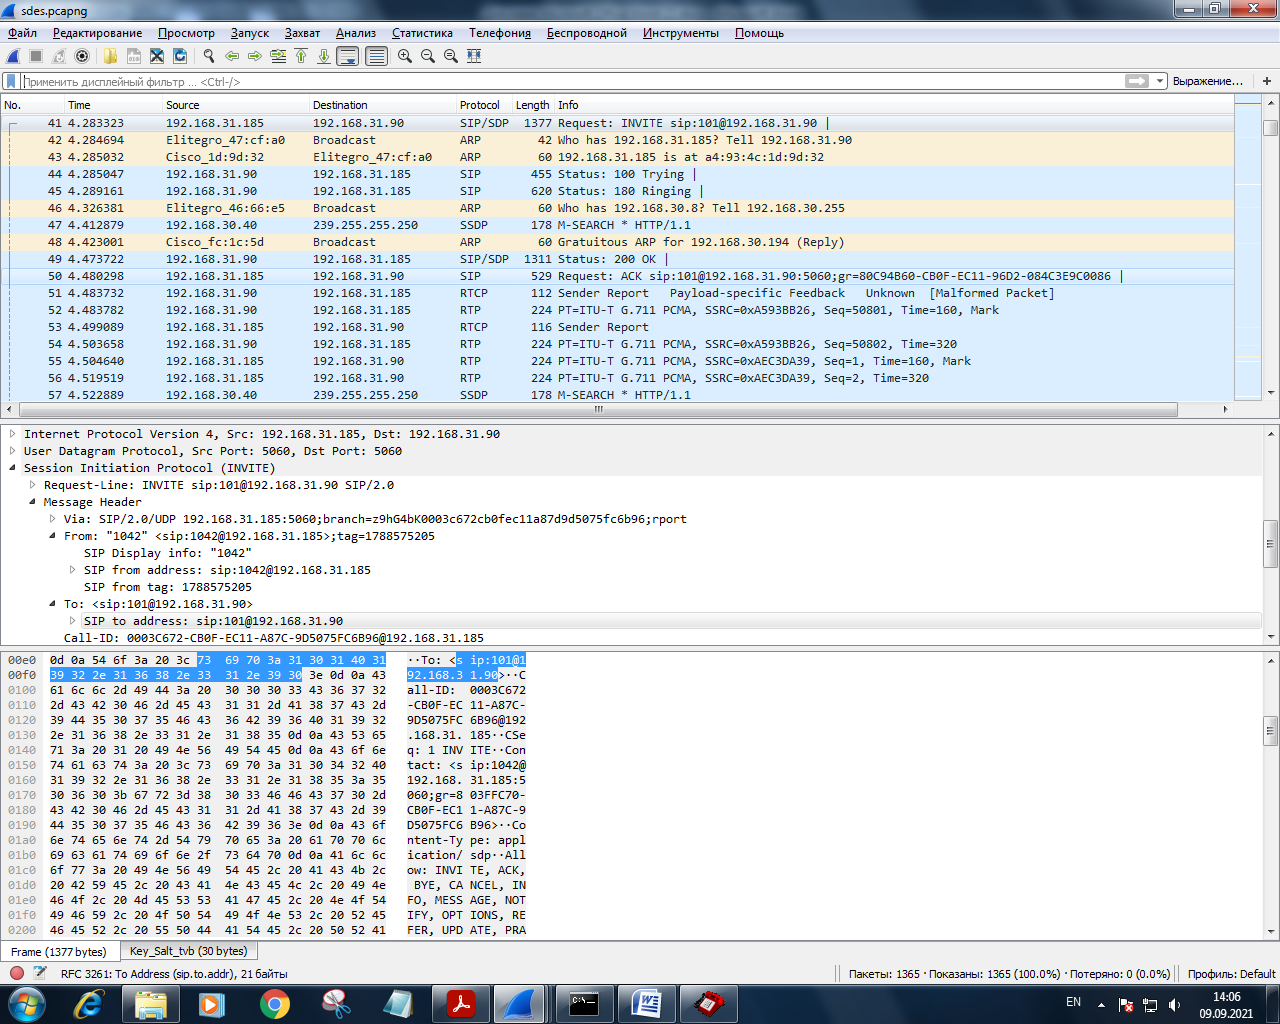 sdes.pcapng
Файл Редактирование Просмотр Запуск Захват Анализ Статистика Телефония Беспроводной Инструменты Помощь
Применить дисплейный фильтр ... <Ctrl-/> Выражение... +
No. Time Source Destination Protocol Length Info
41 4.283323 192.168.31.185 192.168.31.90 SIP/SDP 1377 Request: INVITE sip:101@192.168.31.90 |
42 4.284694 Elitegro_47:cf:a0 Broadcast ARP 42 Who has 192.168.31.185? Tell 192.168.31.90
43 4.285032 Cisco_1d:9d:32 Elitegro_47:cf:a0 ARP 60 192.168.31.185 is at a4:93:4c:1d:9d:32
44 4.285047 192.168.31.90 192.168.31.185 SIP 455 Status: 100 Trying |
45 4.289161 192.168.31.90 192.168.31.185 SIP 620 Status: 180 Ringing |
46 4.326381 Elitegro_46:66:e5 Broadcast ARP 60 Who has 192.168.30.8? Tell 192.168.30.255
47 4.412879 192.168.30.40 239.255.255.250 SSDP 178 M-SEARCH * HTTP/1.1
48 4.423001 Cisco_fc:1c:5d Broadcast ARP 60 Gratuitous ARP for 192.168.30.194 (Reply)
49 4.473722 192.168.31.90 192.168.31.185 SIP/SDP 1311 Status: 200 OK |
50 4.480298 192.168.31.185 192.168.31.90 SIP 529 Request: ACK sip:101@192.168.31.90:5060;gr=80C94B60-CB0F-EC11-96D2-084C3E9C0086 |
51 4.483732 192.168.31.90 192.168.31.185 RTCP 112 Sender Report Payload-specific Feedback Unknown [Malformed Packet]
52 4.483782 192.168.31.90 192.168.31.185 RTP 224 PT=ITU-T G.711 PCMA, SSRC=0xA593BB26, Seq=50801, Time=160, Mark
53 4.499089 192.168.31.185 192.168.31.90 RTCP 116 Sender Report
54 4.503658 192.168.31.90 192.168.31.185 RTP 224 PT=ITU-T G.711 PCMA, SSRC=0xA593BB26, Seq=50802, Time=320
55 4.504640 192.168.31.185 192.168.31.90 RTP 224 PT=ITU-T G.711 PCMA, SSRC=0xAEC3DA39, Seq=1, Time=160, Mark
56 4.519519 192.168.31.185 192.168.31.90 RTP 224 PT=ITU-T G.711 PCMA, SSRC=0xAEC3DA39, Seq=2, Time=320
57 4.522889 192.168.30.40 239.255.255.250 SSDP 178 M-SEARCH * HTTP/1.1
Internet Protocol Version 4, Src: 192.168.31.185, Dst: 192.168.31.90
User Datagram Protocol, Src Port: 5060, Dst Port: 5060
Session Initiation Protocol (INVITE)
Request-Line: INVITE sip:101@192.168.31.90 SIP/2.0
Message Header
Via: SIP/2.0/UDP 192.168.31.185:5060;branch=z9hG4bK0003c672cb0fec11a87d9d5075fc6b96;rport
From: "1042" <sip:1042@192.168.31.185>;tag=1788575205
SIP Display info: "1042"
SIP from address: sip:1042@192.168.31.185
SIP from tag: 1788575205
To: <sip:101@192.168.31.90>
SIP to address: sip:101@192.168.31.90
Call-ID: 0003C672-CB0F-EC11-A87C-9D5075FC6B96@192.168.31.185
00e0 0d 0a 54 6f 3a 20 3c 73 69 70 3a 31 30 31 40 31 ··To: <s ip:101@1
00f0 39 32 2e 31 36 38 2e 33 31 2e 39 30 3e 0d 0a 43 92.168.3 1.90>··C
0100 61 6c 6c 2d 49 44 3a 20 30 30 30 33 43 36 37 32 all-ID: 0003C672
0110 2d 43 42 30 46 2d 45 43 31 31 2d 41 38 37 43 2d -CB0F-EC 11-A87C-
0120 39 44 35 30 37 35 46 43 36 42 39 36 40 31 39 32 9D5075FC 6B96@192
0130 2e 31 36 38 2e 33 31 2e 31 38 35 0d 0a 43 53 65 .168.31. 185··CSe
0140 71 3a 20 31 20 49 4e 56 49 54 45 0d 0a 43 6f 6e q: 1 INV ITE··Con
0150 74 61 63 74 3a 20 3c 73 69 70 3a 31 30 34 32 40 tact: <s ip:1042@
0160 31 39 32 2e 31 36 38 2e 33 31 2e 31 38 35 3a 35 192.168. 31.185:5
0170 30 36 30 3b 67 72 3d 38 30 33 46 46 43 37 30 2d 060;gr=8 03FFC70-
0180 43 42 30 46 2d 45 43 31 31 2d 41 38 37 43 2d 39 CB0F-EC1 1-A87C-9
0190 44 35 30 37 35 46 43 36 42 39 36 3e 0d 0a 43 6f D5075FC6 B96>··Co
01a0 6e 74 65 6e 74 2d 54 79 70 65 3a 20 61 70 70 6c ntent-Ty pe: appl
01b0 69 63 61 74 69 6f 6e 2f 73 64 70 0d 0a 41 6c 6c ication/ sdp··All
01c0 6f 77 3a 20 49 4e 56 49 54 45 2c 20 41 43 4b 2c ow: INVI TE, ACK,
01d0 20 42 59 45 2c 20 43 41 4e 43 45 4c 2c 20 49 4e  BYE, CA NCEL, IN
01e0 46 4f 2c 20 4d 45 53 53 41 47 45 2c 20 4e 4f 54 FO, MESS AGE, NOT
01f0 49 46 59 2c 20 4f 50 54 49 4f 4e 53 2c 20 52 45 IFY, OPT IONS, RE
0200 46 45 52 2c 20 55 50 44 41 54 45 2c 20 50 52 41 FER, UPD ATE, PRA
Frame (1377 bytes) Key_Salt_tvb (30 bytes)
RFC 3261: To Address (sip.to.addr), 21 байты Пакеты: 1365 · Показаны: 1365 (100.0%) · Потеряно: 0 (0.0%) Профиль: Default
EN 14:06
09.09.2021